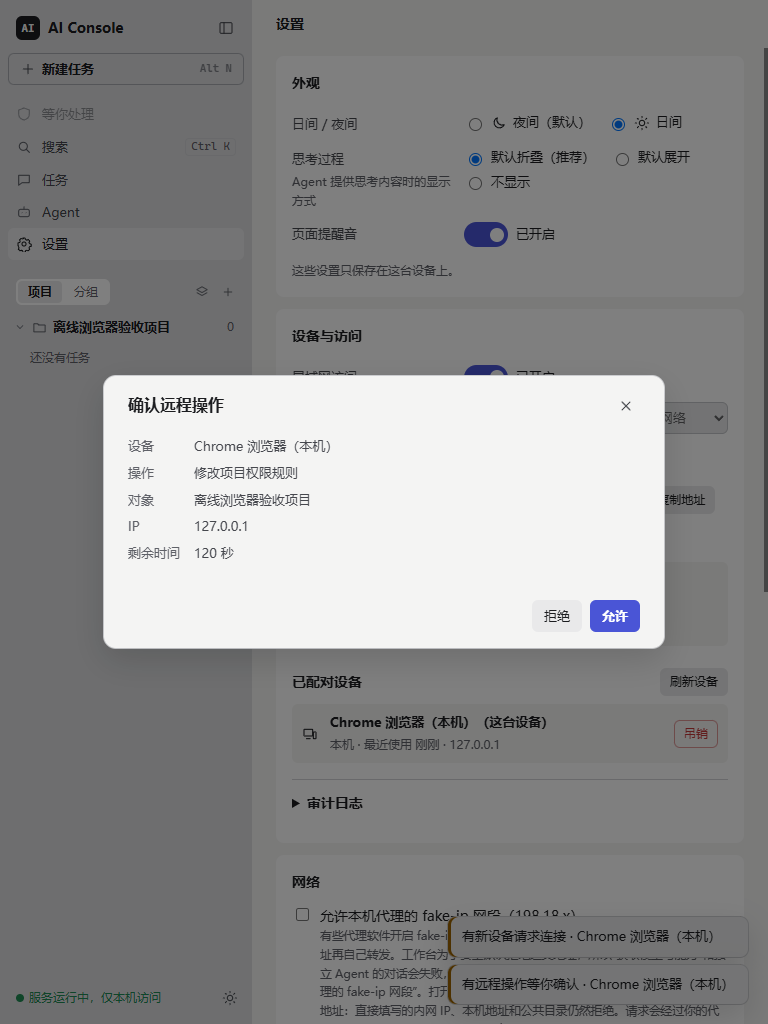 AI AI Console
新建任务 Alt N
等你处理
搜索 Ctrl K
任务
Agent
设置
项目 分组
离线浏览器验收项目 0
还没有任务
服务运行中，仅本机访问
设置
外观
日间 / 夜间 夜间（默认） 日间
思考过程 默认折叠（推荐） 默认展开
Agent 提供思考内容时的显示方式 不显示
页面提醒音 已开启
这些设置只保存在这台设备上。
设备与访问
确认远程操作
设备 Chrome 浏览器（本机）
操作 修改项目权限规则
对象 离线浏览器验收项目
IP 127.0.0.1
剩余时间 120 秒
拒绝 允许
网络
制地址
已配对设备 刷新设备
Chrome 浏览器（本机）（这台设备）
本机 · 最近使用 刚刚 · 127.0.0.1
吊销
审计日志
网络
允许本机代理的 fake-ip 网段（198.18.x）
有些代理软件开启 fake-i
址再自己转发。
立 Agent 的对话会失败，
理的 fake-ip 网段”。打
地址：直接填写的内网 IP、本机地址和公共目录仍然拒绝。请求会经过你的代
有新设备请求连接 · Chrome 浏览器（本机）
有远程操作等你确认 · Chrome 浏览器（本机）